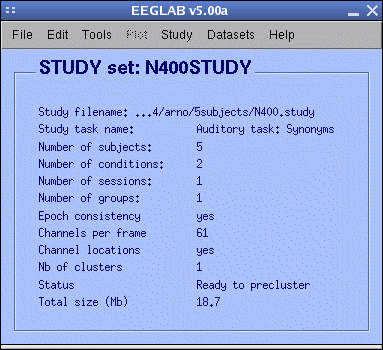 EEGLAB v5.00a
File Edit Tools Plot Study Datasets Help
STUDY set: N400STUDY
Study filename: ...4/arno/5subjects/N400.study
Study task name: Auditory task: Synonyms
Number of subjects: 5
Number of conditions: 2
Number of sessions: 1
Number of groups: 1
Epoch consistency yes
Channels per frame 61
Channel locations yes
Nb of clusters 1
Status Ready to precluster
Total size (Mb) 18.7